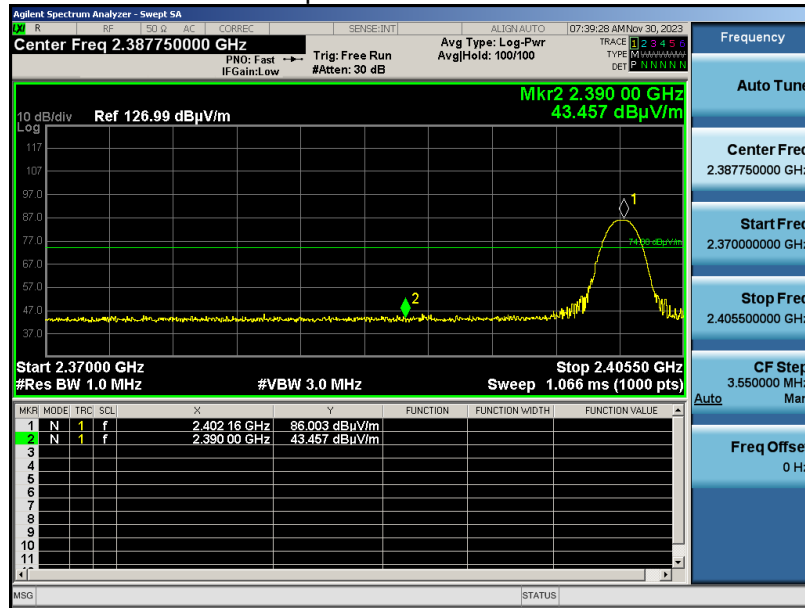 Agilent Spectrum Analyzer - Swept SA
LXI R RF 50 Ω AC CORREC SENSE:INT ALIGN AUTO 07:39:28 AM Nov 30, 2023
Center Freq 2.387750000 GHz
PNO: Fast
IFGain:Low
Trig: Free Run
#Atten: 30 dB
Avg Type: Log-Pwr
Avg|Hold: 100/100
TRACE 1 2 3 4 5 6
TYPE M W W W W W
DET P N N N N N
Mkr2 2.390 00 GHz
43.457 dBµV/m
10 dB/div Ref 126.99 dBµV/m
Log
117
107
97.0
87.0
77.0
67.0
57.0
47.0
37.0
1
74.00 dBµV/m
2
Start 2.37000 GHz Stop 2.40550 GHz
#Res BW 1.0 MHz #VBW 3.0 MHz Sweep 1.066 ms (1000 pts)
MKR MODE TRC SCL X Y FUNCTION FUNCTION WIDTH FUNCTION VALUE
1 N 1 f 2.402 16 GHz 86.003 dBµV/m
2 N 1 f 2.390 00 GHz 43.457 dBµV/m
3
4
5
6
7
8
9
10
11
MSG STATUS
Frequency
Auto Tune
Center Freq
2.387750000 GHz
Start Freq
2.370000000 GHz
Stop Freq
2.405500000 GHz
CF Step
3.550000 MHz
Auto Man
Freq Offset
0 Hz